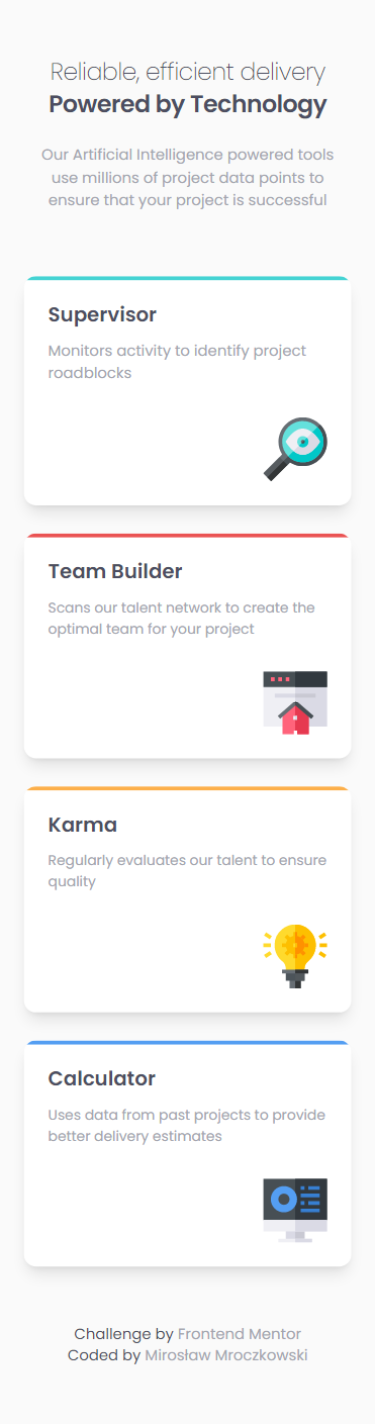 Reliable, efficient delivery
Powered by Technology
Our Artificial Intelligence powered tools
use millions of project data points to
ensure that your project is successful
Supervisor
Monitors activity to identify project
roadblocks
Team Builder
Scans our talent network to create the
optimal team for your project
Karma
Regularly evaluates our talent to ensure
quality
Calculator
Uses data from past projects to provide
better delivery estimates
Challenge by Frontend Mentor
Coded by Mirosław Mroczkowski